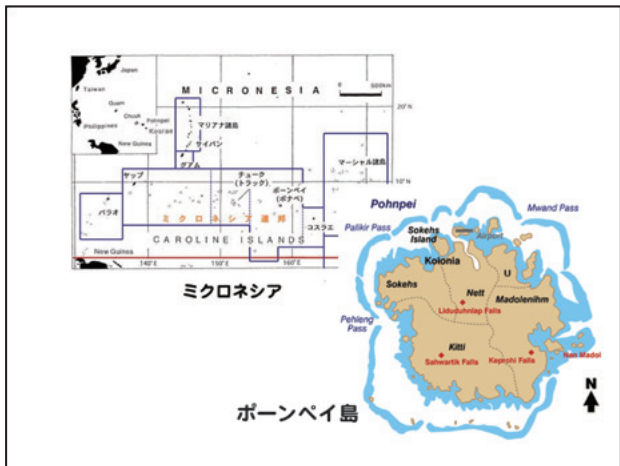 Japan
Taiwan
Guam
Chuuk
Pohnpei
Kosrae
Philippines
New Guinea
MICRONESIA
0 500km
20°N
マリアナ諸島
サイパン
グアム
マーシャル諸島
ヤップ
チューク
(トラック)
ポーンペイ
(ポナペ)
10°N
パラオ
コスラエ
ミクロネシア連邦
CAROLINE ISLANDS
New Guinea
140°E 150°E 160°E
ミクロネシア
Pohnpei
Mwand Pass
Palikir Pass
Sokehs
Island
Airport
Kolonia
U
Sokehs
Nett
Madolenihm
Liduduhnlap Falls
Pehleng
Pass
Kitti
Sahwartik Falls
Kepirohi Falls
Nan Madol
N
ポーンペイ島